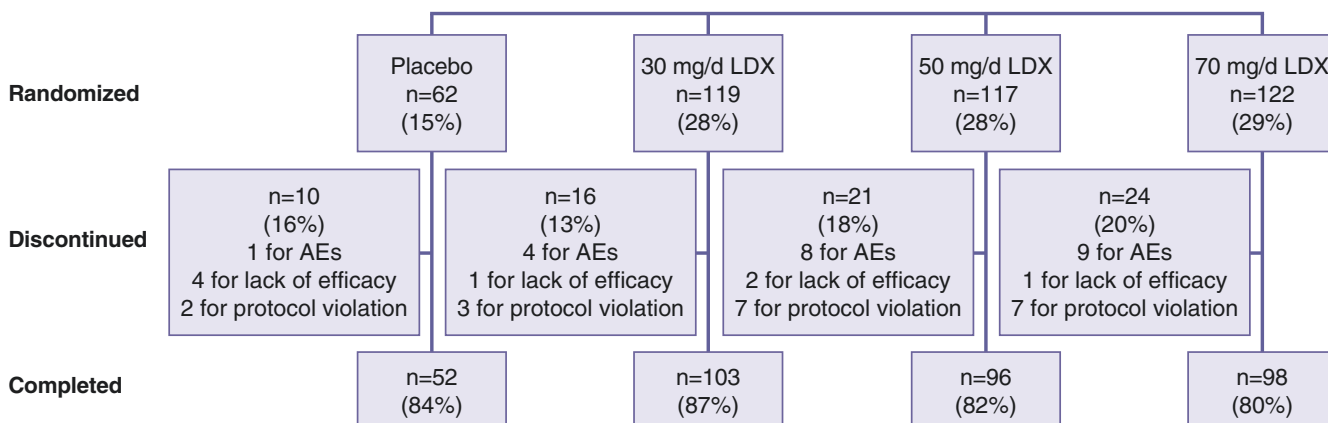 Randomized
Placebo
n=62
(15%)
30 mg/d LDX
n=119
(28%)
50 mg/d LDX
n=117
(28%)
70 mg/d LDX
n=122
(29%)
Discontinued
n=10
(16%)
1 for AEs
4 for lack of efficacy
2 for protocol violation
n=16
(13%)
4 for AEs
1 for lack of efficacy
3 for protocol violation
n=21
(18%)
8 for AEs
2 for lack of efficacy
7 for protocol violation
n=24
(20%)
9 for AEs
1 for lack of efficacy
7 for protocol violation
Completed
n=52
(84%)
n=103
(87%)
n=96
(82%)
n=98
(80%)